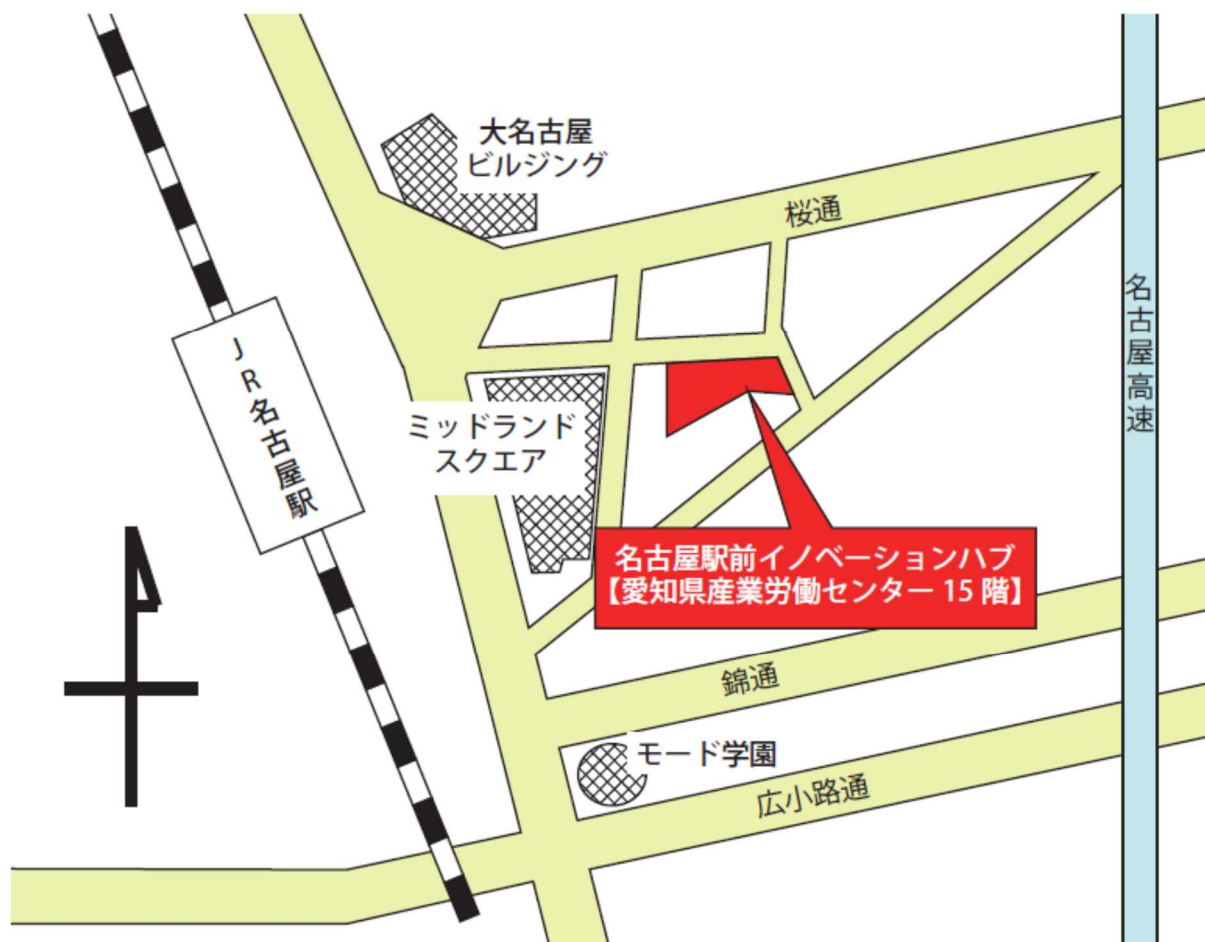 大名古屋
ビルジング
桜通
名古屋高速
JR名古屋駅
ミッドランド
スクエア
名古屋駅前イノベーションハブ
【愛知県産業労働センター 15 階】
錦通
モード学園
広小路通